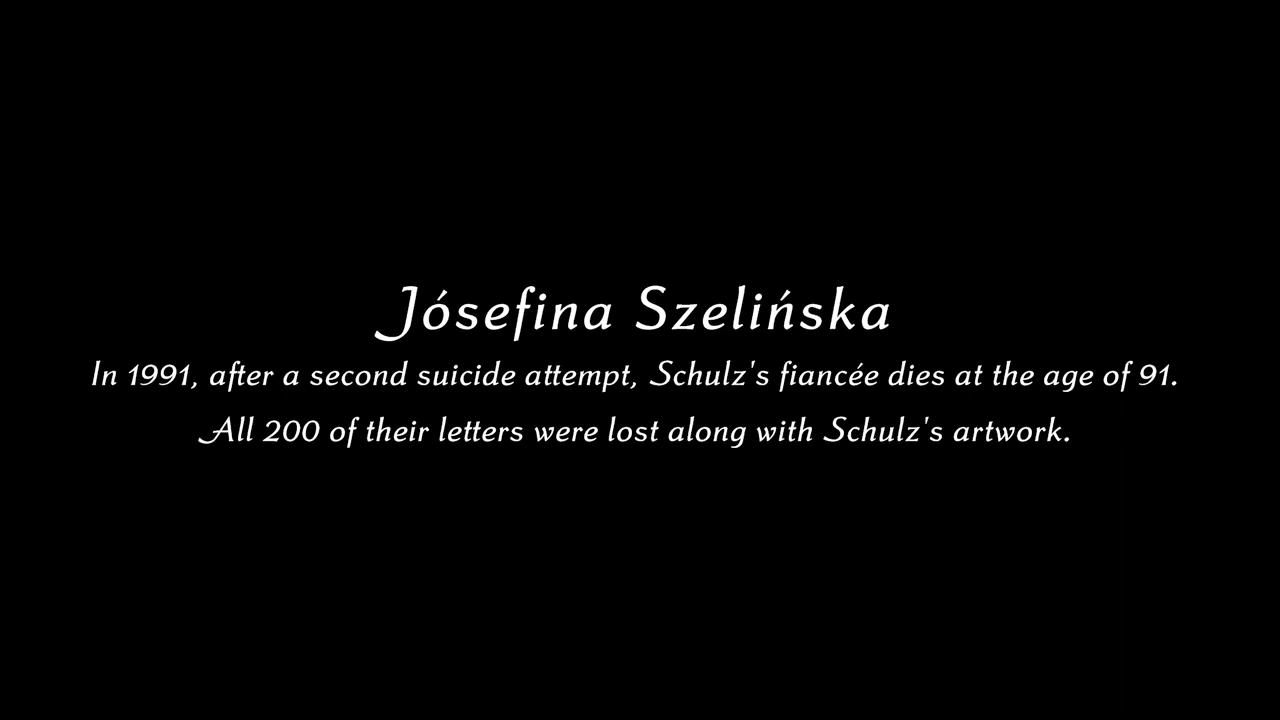 Jósefina Szelińska
In 1991, after a second suicide attempt, Schulz's fiancée dies at the age of 91.
All 200 of their letters were lost along with Schulz's artwork.